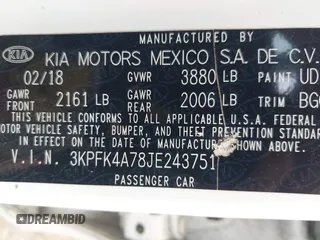 MANUFACTURED BY
KIA KIA MOTORS MEXICO S.A. DE C.V.
02/18 GVWR 3880 LB PAINT UD
GAWR FRONT 2161 LB GAWR REAR 2006 LB TRIM BG
THIS VEHICLE CONFORMS TO ALL APPLICABLE U.S.A. FEDERAL
MOTOR VEHICLE SAFETY, BUMPER, AND THEFT PREVENTION STANDARDS
IN EFFECT ON THE DATE OF MANUFACTURE SHOWN ABOVE.
V.I.N. 3KPFK4A78JE243751
PASSENGER CAR
DREAMBID